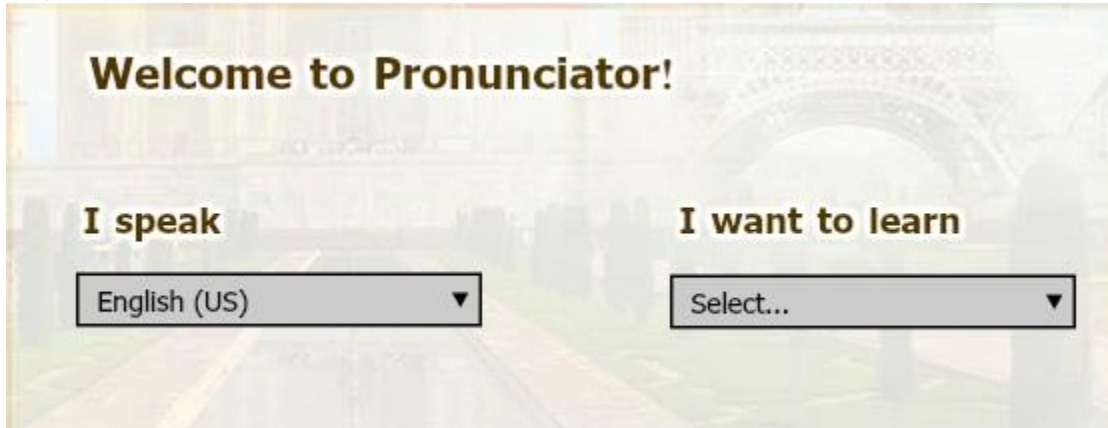 Welcome to Pronunciator!
I speak
I want to learn
English (US)
Select...